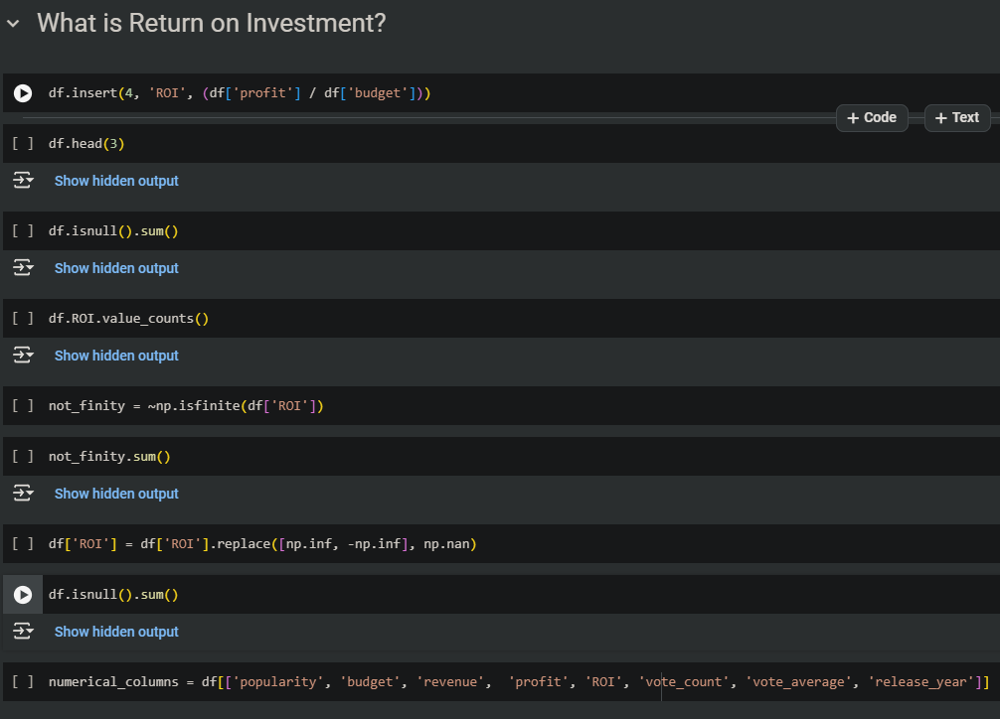 What is Return on Investment?
df.insert(4, 'ROI', (df['profit'] / df['budget']))
+ Code + Text
[ ] df.head(3)
Show hidden output
[ ] df.isnull().sum()
Show hidden output
[ ] df.ROI.value_counts()
Show hidden output
[ ] not_finity = ~np.isfinite(df['ROI'])
[ ] not_finity.sum()
Show hidden output
[ ] df['ROI'] = df['ROI'].replace([np.inf, -np.inf], np.nan)
df.isnull().sum()
Show hidden output
[ ] numerical_columns = df[['popularity', 'budget', 'revenue',  'profit', 'ROI', 'vote_count', 'vote_average', 'release_year']]